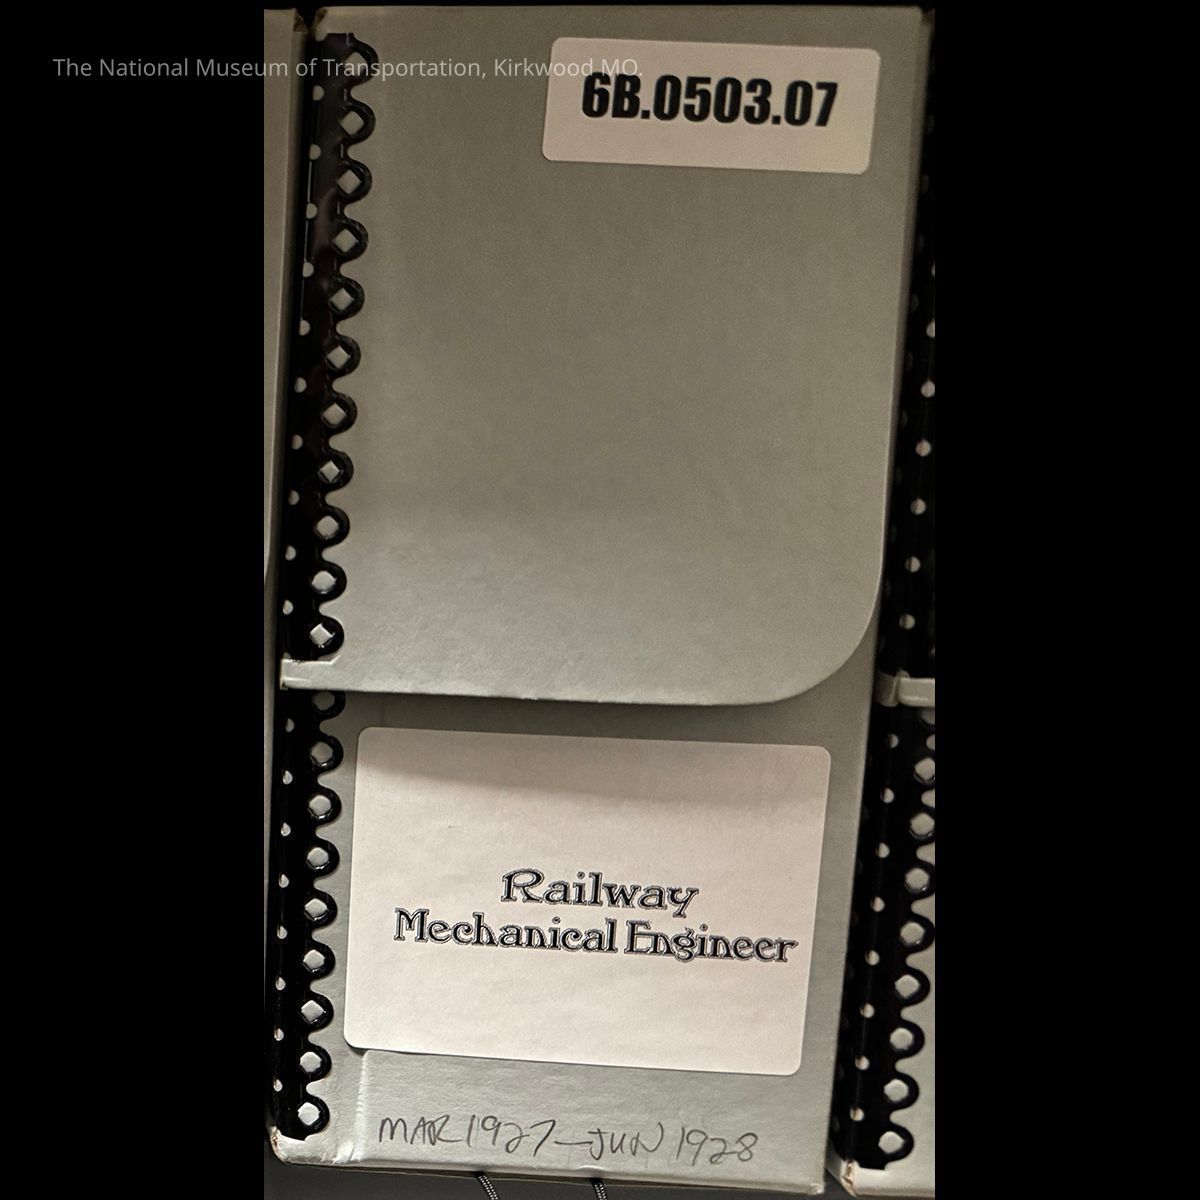 The National Museum of Transportation, Kirkwood MO.
6B.0503.07
Railway
Mechanical Engineer
MAR 1927—JUN 1928